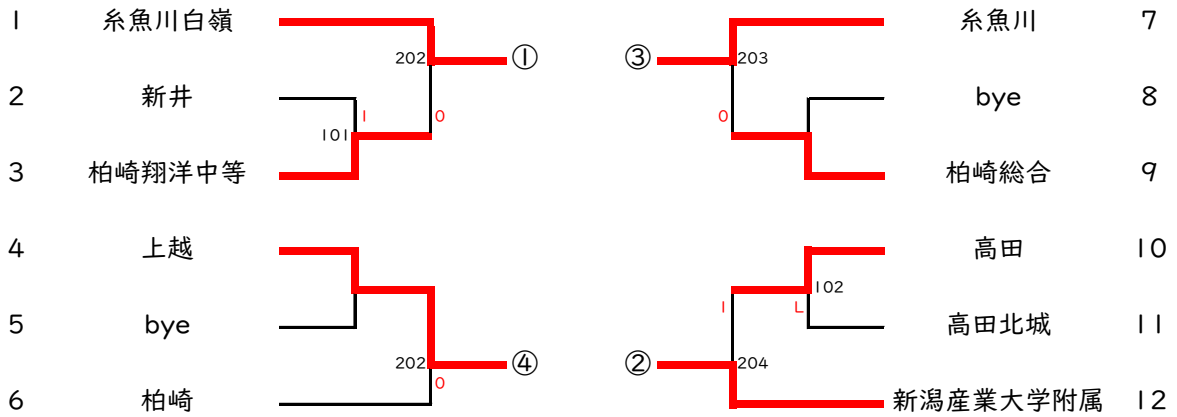 1 糸魚川白嶺
202 ①
2 新井
1 0
101
3 柏崎翔洋中等
4 上越
5 bye
202 ④
0
6 柏崎
糸魚川 7
③ 203
bye 8
0
柏崎総合 9
高田 10
102
1 L
高田北城 11
② 204
新潟産業大学附属 12